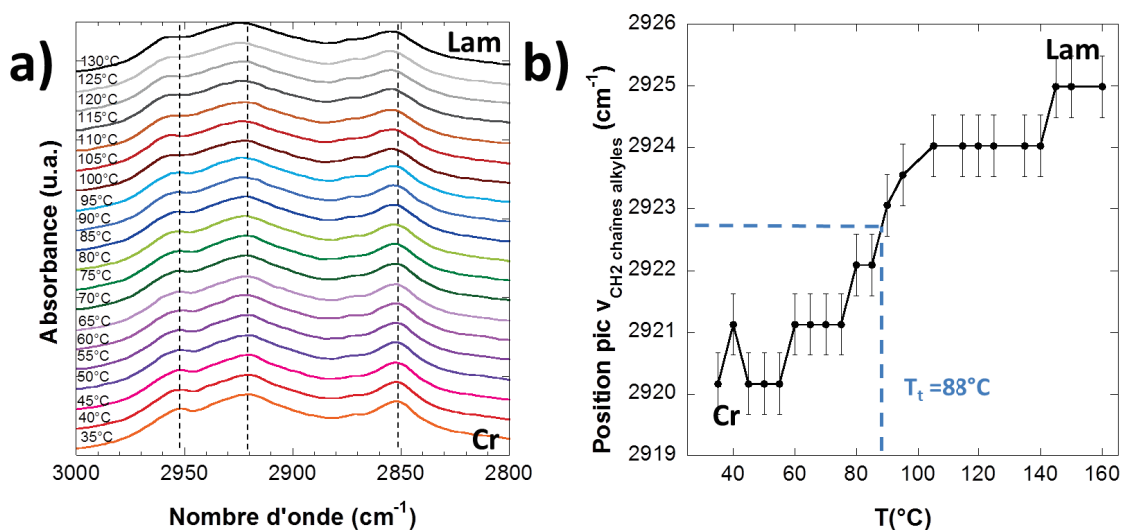 a)
Lam
130°C
125°C
120°C
115°C
110°C
105°C
100°C
95°C
90°C
85°C
80°C
75°C
70°C
65°C
60°C
55°C
50°C
45°C
40°C
35°C
Cr
Absorbance (u.a.)
3000 2950 2900 2850 2800
Nombre d'onde (cm⁻¹)
b)
Lam
2926
2925
2924
2923
2922
2921
2920
2919
Position pic ν CH2 chaînes alkyles (cm⁻¹)
Tt =88°C
Cr
40 60 80 100 120 140 160
T(°C)